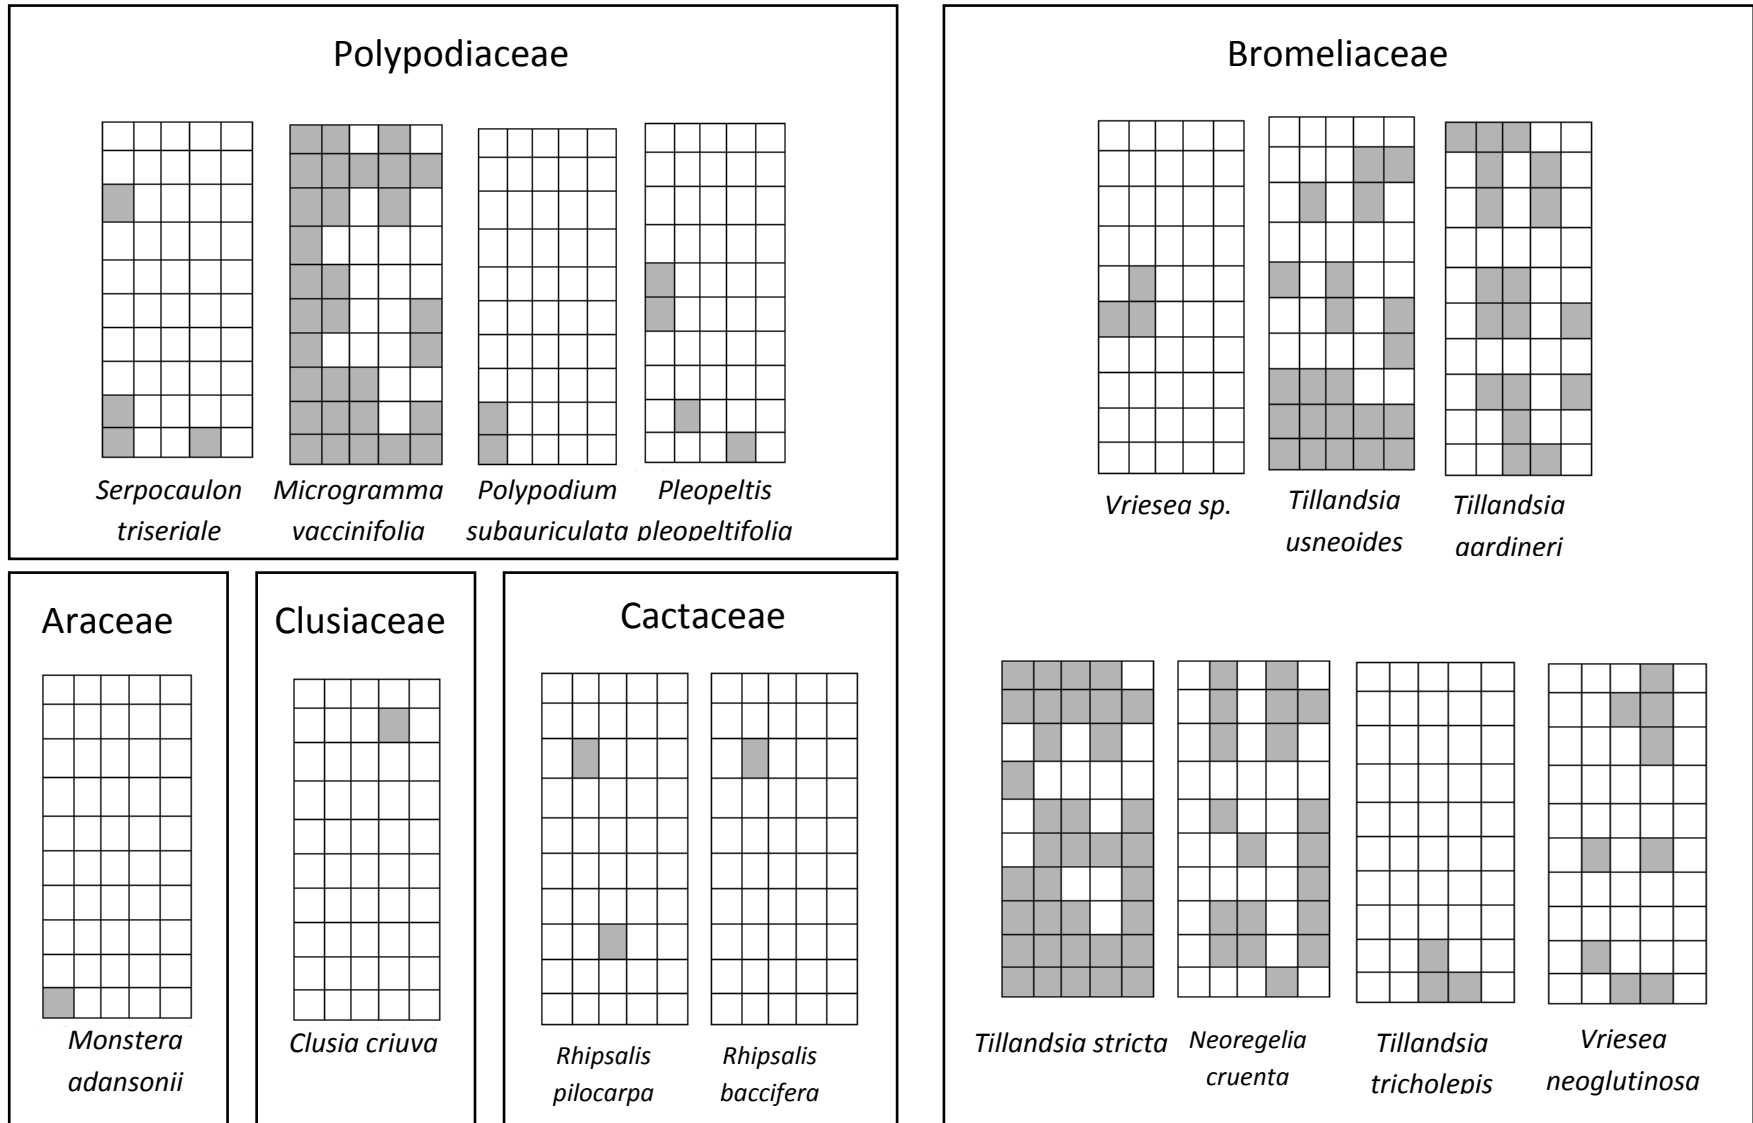 Polypodiaceae
Serpocaulon
triseriale
Microgramma
vaccinifolia
Polypodium
subauriculata
Pleopeltis
pleopeltifolia
Bromeliaceae
Vriesea sp.
Tillandsia
usneoides
Tillandsia
gardineri
Araceae
Monstera
adansonii
Clusiaceae
Clusia criuva
Cactaceae
Rhipsalis
pilocarpa
Rhipsalis
baccifera
Tillandsia stricta
Neoregelia
cruenta
Tillandsia
tricholepis
Vriesea
neoglutinosa